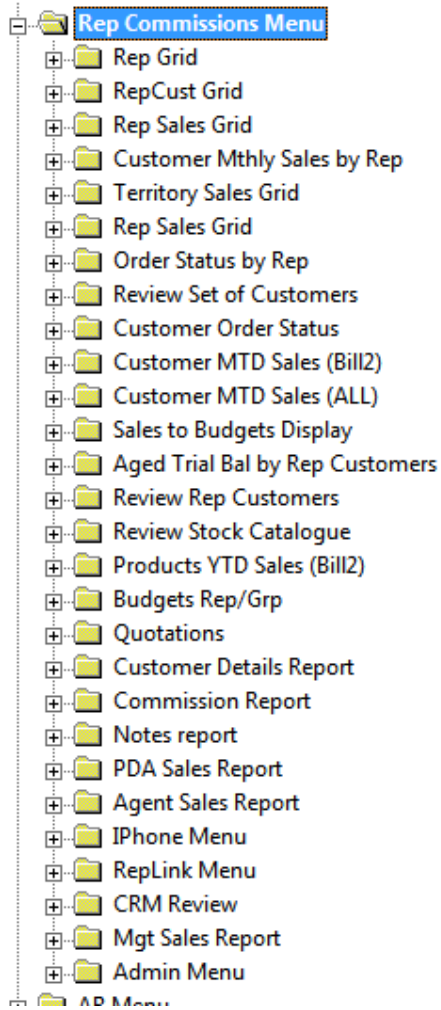 Rep Commissions Menu
Rep Grid
RepCust Grid
Rep Sales Grid
Customer Mthly Sales by Rep
Territory Sales Grid
Rep Sales Grid
Order Status by Rep
Review Set of Customers
Customer Order Status
Customer MTD Sales (Bill2)
Customer MTD Sales (ALL)
Sales to Budgets Display
Aged Trial Bal by Rep Customers
Review Rep Customers
Review Stock Catalogue
Products YTD Sales (Bill2)
Budgets Rep/Grp
Quotations
Customer Details Report
Commission Report
Notes report
PDA Sales Report
Agent Sales Report
IPhone Menu
RepLink Menu
CRM Review
Mgt Sales Report
Admin Menu
AR Menu